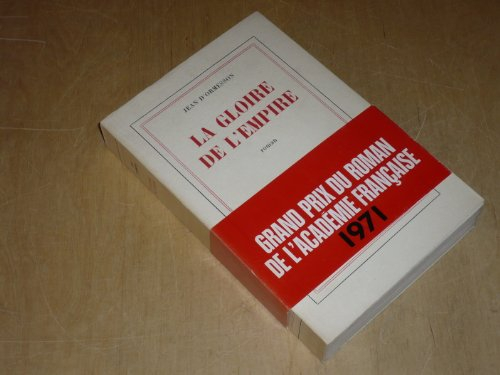 JEAN D'ORMESSON
LA GLOIRE
DE L'EMPIRE
roman
GRAND PRIX DU ROMAN
DE L'ACADEMIE FRANÇAISE
1971